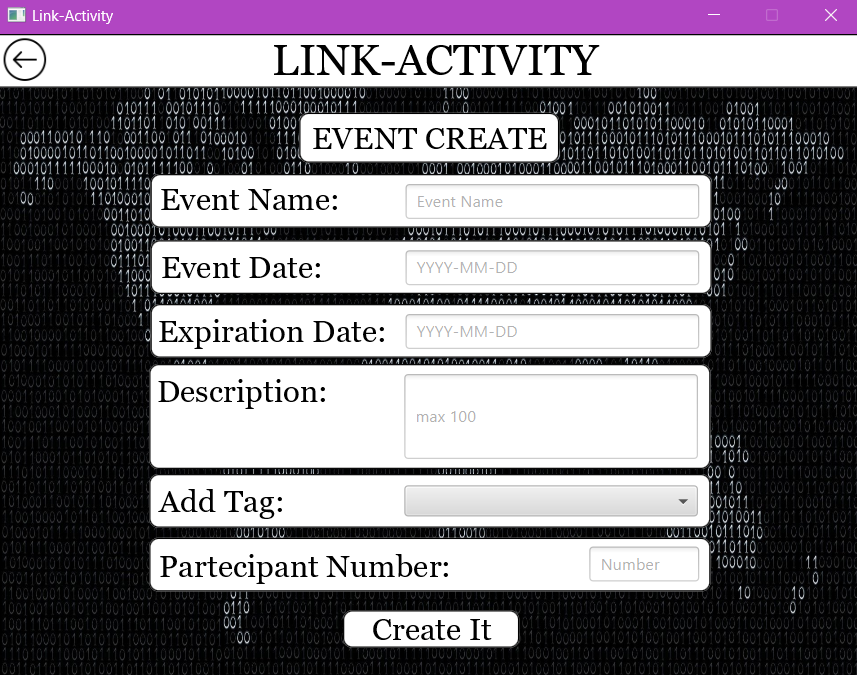 Link-Activity
LINK-ACTIVITY
EVENT CREATE
Event Name: Event Name
Event Date: YYYY-MM-DD
Expiration Date: YYYY-MM-DD
Description: max 100
Add Tag:
Partecipant Number: Number
Create It